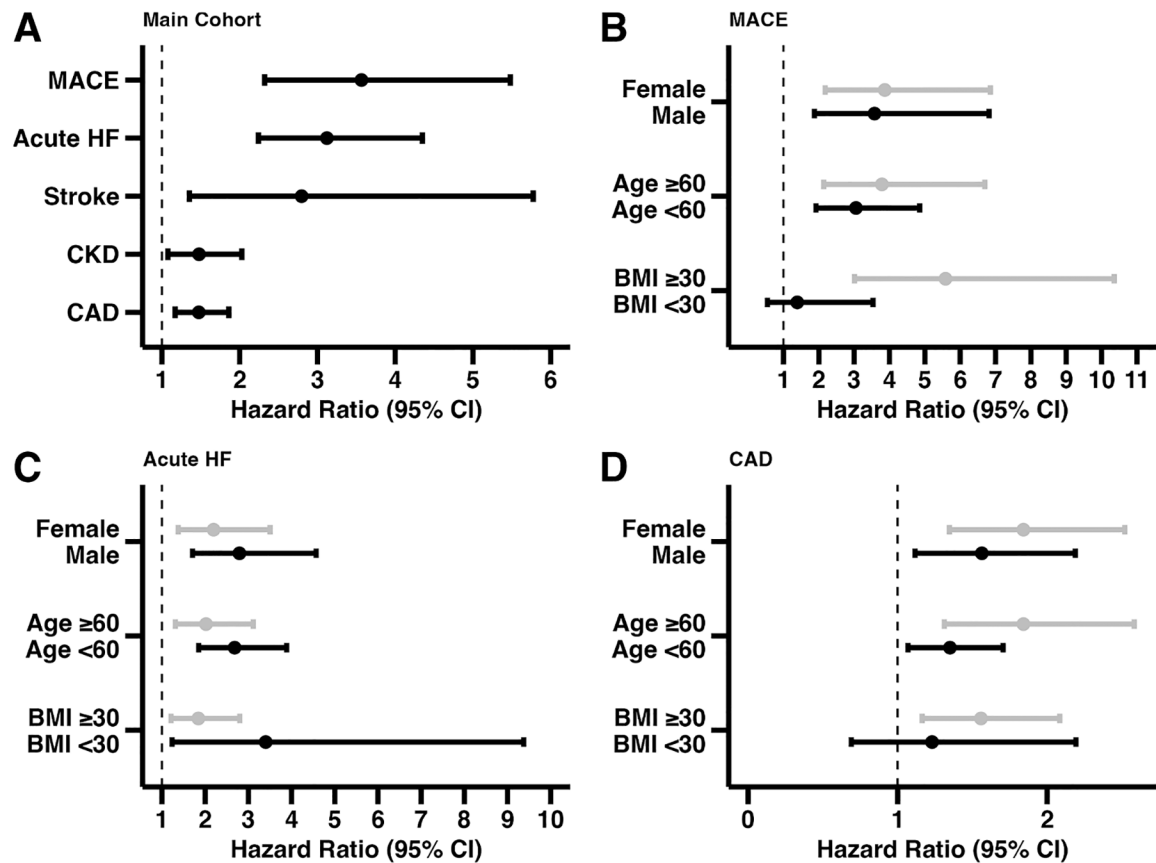 A
Main Cohort
MACE
Acute HF
Stroke
CKD
CAD
1 2 3 4 5 6
Hazard Ratio (95% CI)
B
MACE
Female
Male
Age ≥60
Age <60
BMI ≥30
BMI <30
1 2 3 4 5 6 7 8 9 10 11
Hazard Ratio (95% CI)
C
Acute HF
Female
Male
Age ≥60
Age <60
BMI ≥30
BMI <30
1 2 3 4 5 6 7 8 9 10
Hazard Ratio (95% CI)
D
CAD
Female
Male
Age ≥60
Age <60
BMI ≥30
BMI <30
0 1 2
Hazard Ratio (95% CI)